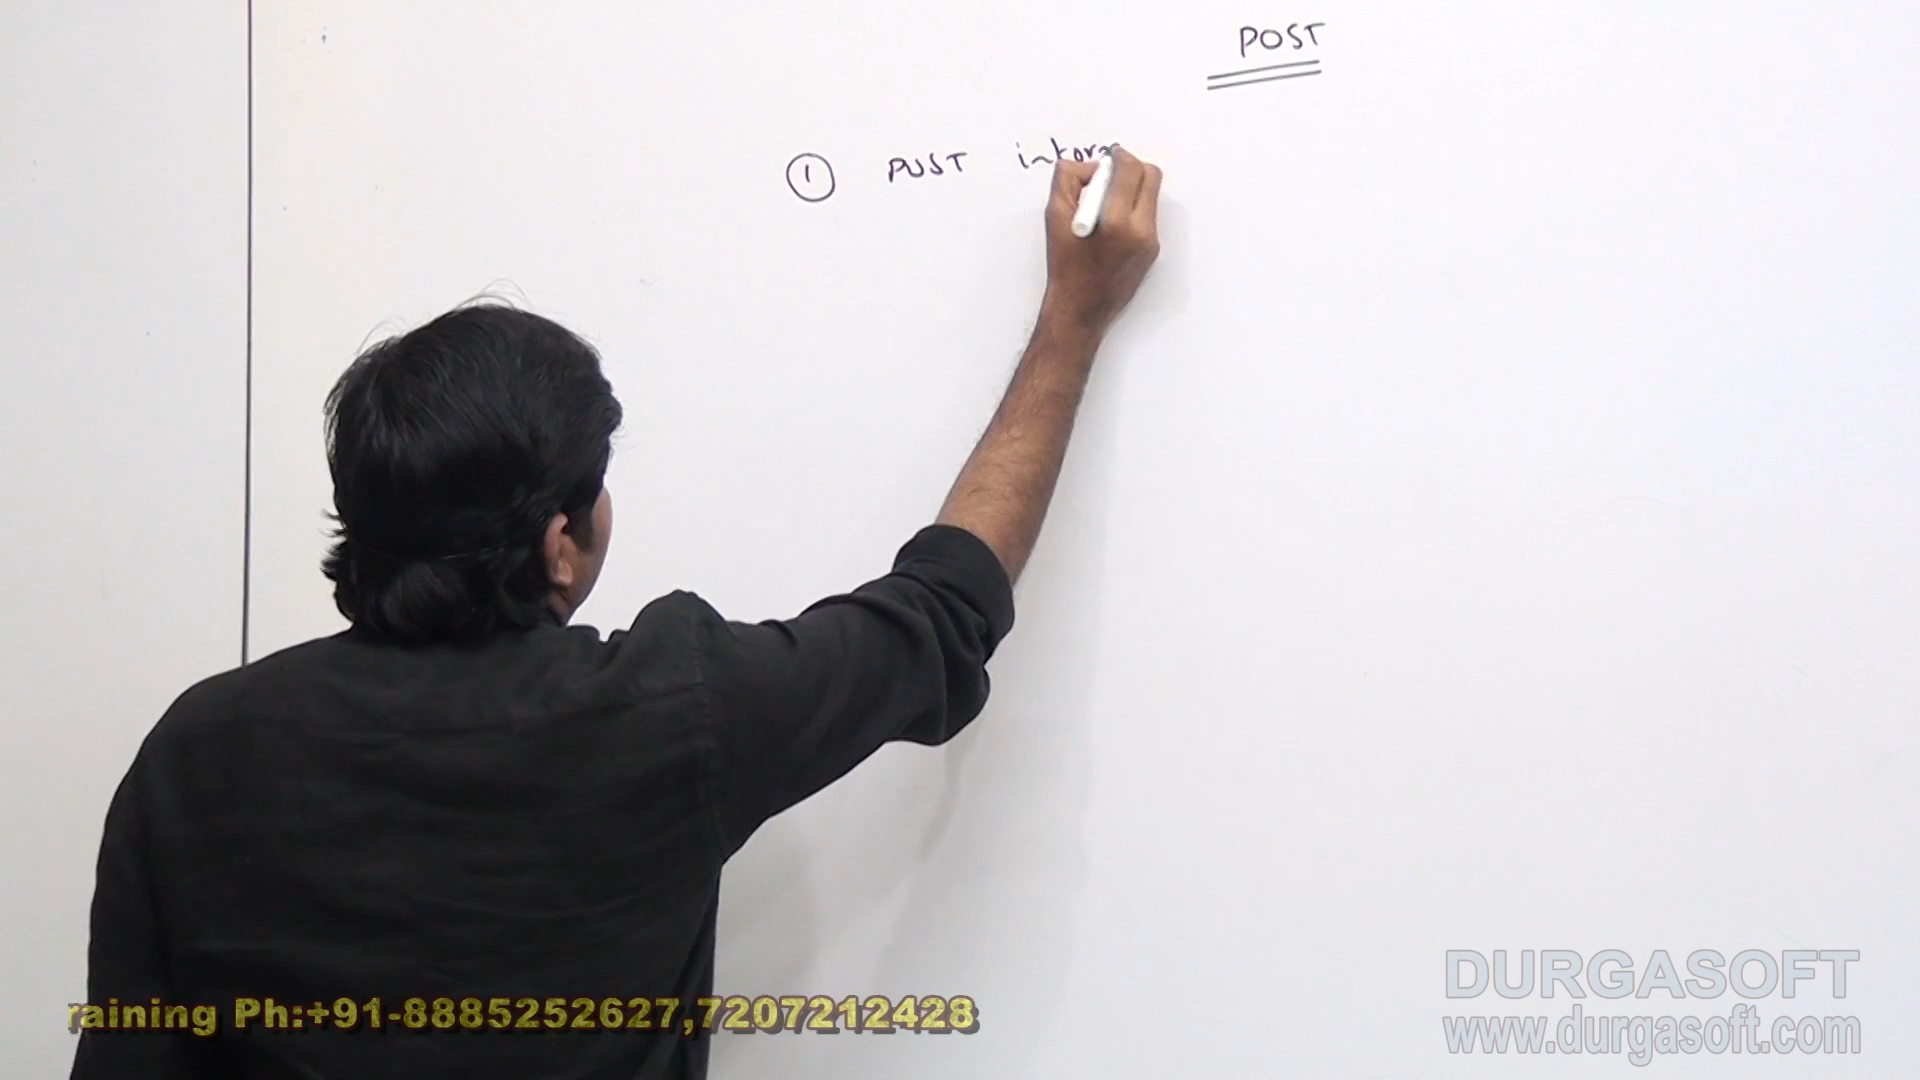 POST
① POST
DURGASOFT
raining Ph:+91-8885252627,7207212428
www.durgasoft.com